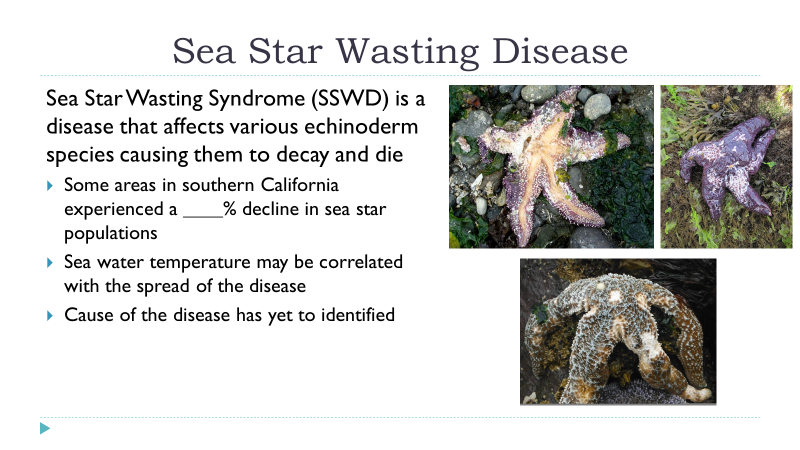 Sea Star Wasting Disease
Sea Star Wasting Syndrome (SSWD) is a
disease that affects various echinoderm
species causing them to decay and die
Some areas in southern California
experienced a ____% decline in sea star
populations
Sea water temperature may be correlated
with the spread of the disease
Cause of the disease has yet to identified